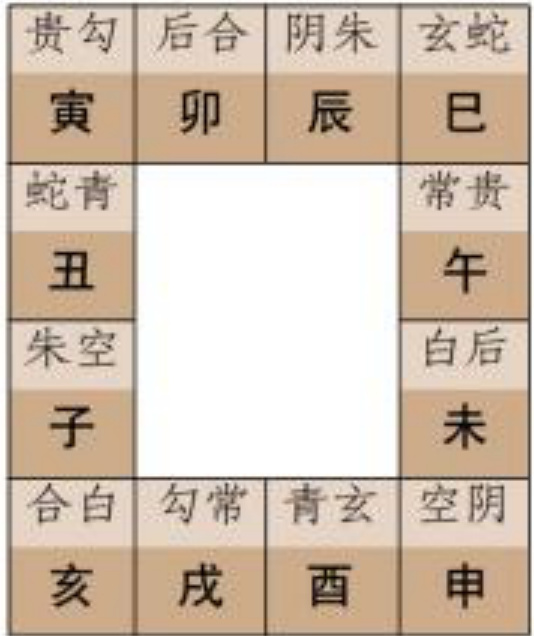 贵勾 后合 阴朱 玄蛇
寅 卯 辰 巳
蛇青 常贵
丑 午
朱空 白后
子 未
合白 勾常 青玄 空阴
亥 戌 酉 申